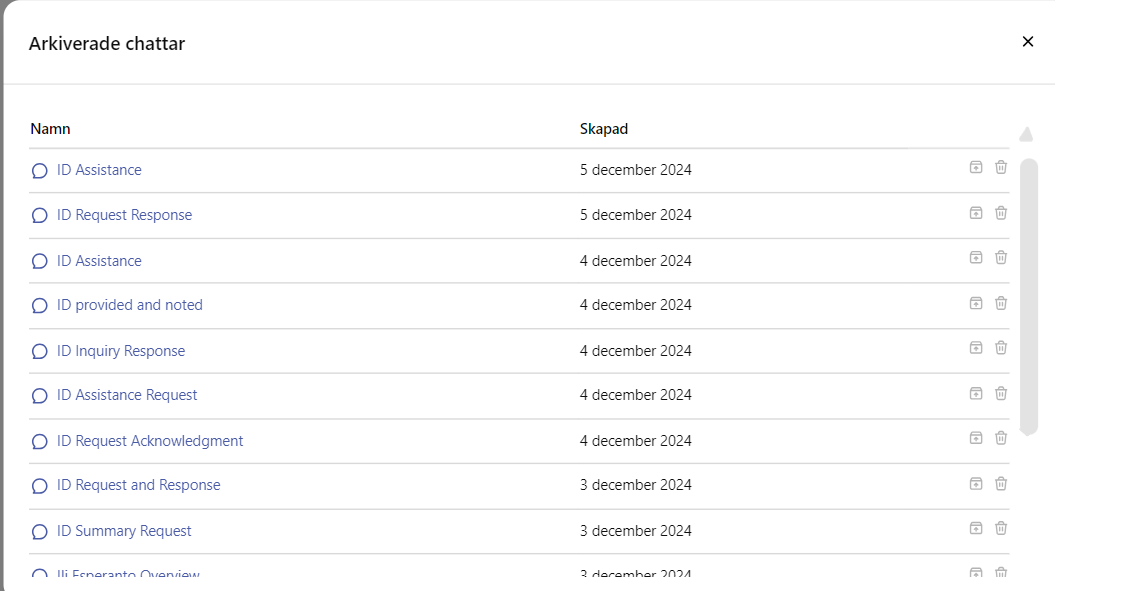 Arkiverade chattar
Namn Skapad
ID Assistance 5 december 2024
ID Request Response 5 december 2024
ID Assistance 4 december 2024
ID provided and noted 4 december 2024
ID Inquiry Response 4 december 2024
ID Assistance Request 4 december 2024
ID Request Acknowledgment 4 december 2024
ID Request and Response 3 december 2024
ID Summary Request 3 december 2024
Ili Esperanto Overview 3 december 2024